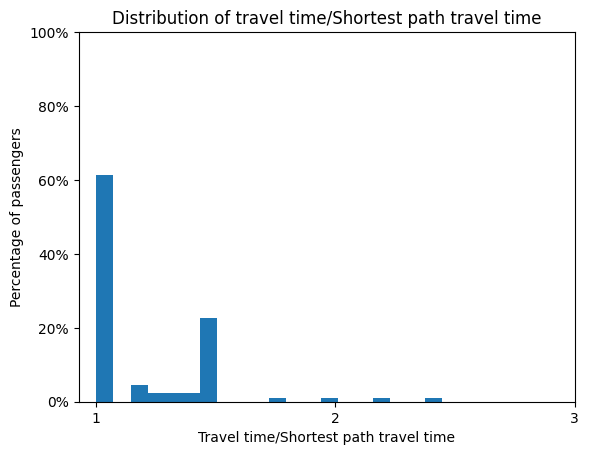 Distribution of travel time/Shortest path travel time
100%
80%
60%
40%
20%
0%
Percentage of passengers
1 2 3
Travel time/Shortest path travel time